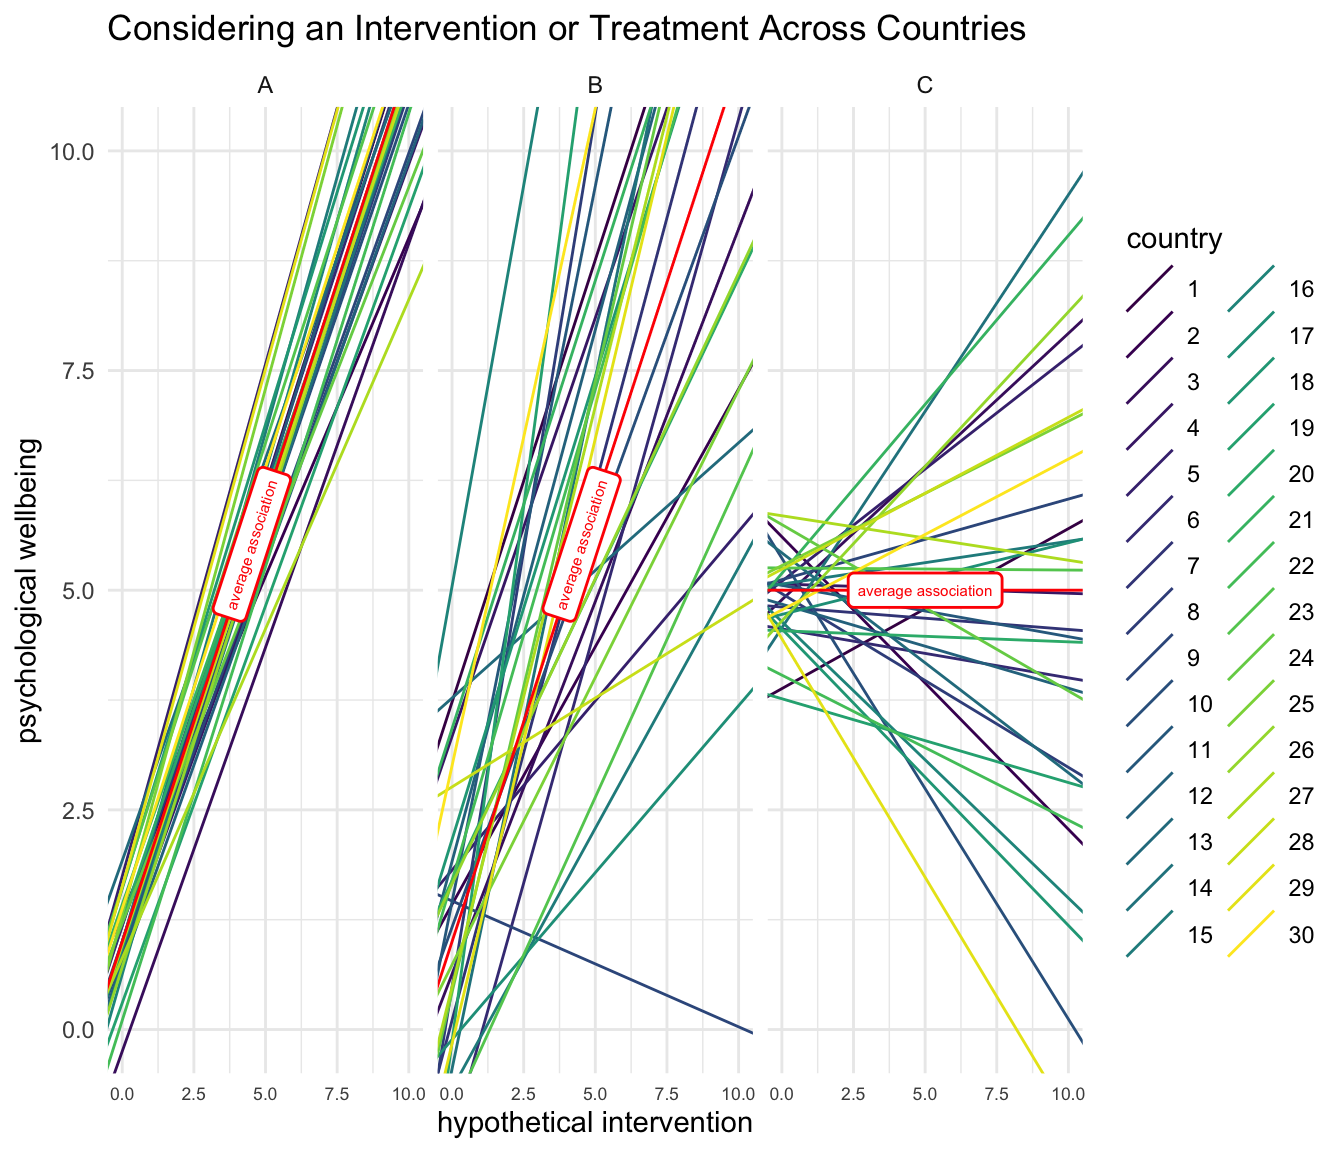 Considering an Intervention or Treatment Across Countries
A
B
C
psychological wellbeing
10.0
7.5
5.0
2.5
0.0
average association
average association
average association
0.0 2.5 5.0 7.5 10.0
0.0 2.5 5.0 7.5 10.0
0.0 2.5 5.0 7.5 10.0
hypothetical intervention
country
1
2
3
4
5
6
7
8
9
10
11
12
13
14
15
16
17
18
19
20
21
22
23
24
25
26
27
28
29
30